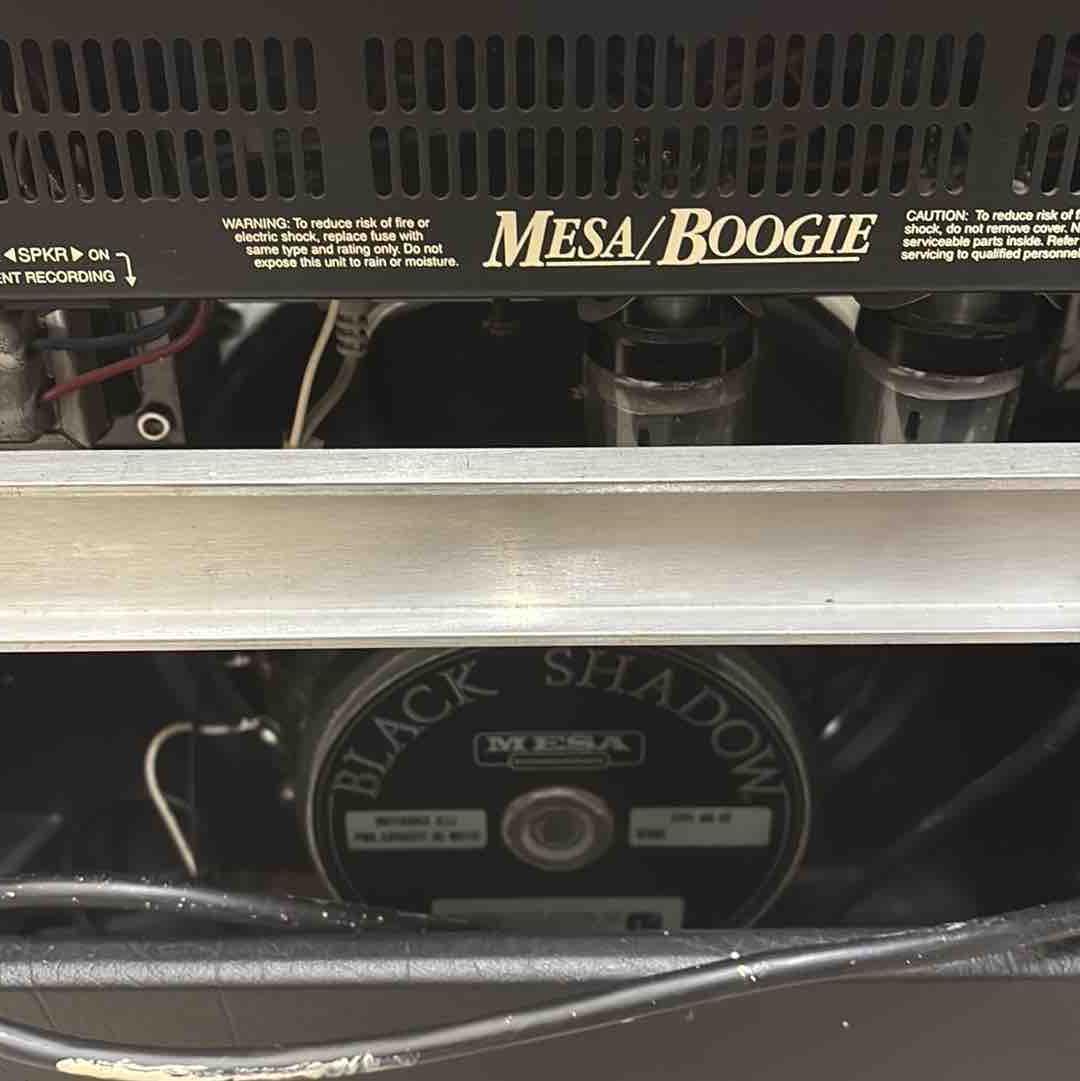 WARNING: To reduce risk of fire or
electric shock, replace fuse with
same type and rating only. Do not
expose this unit to rain or moisture.
◄SPKR► ON
ENT RECORDING
MESA/BOOGIE
CAUTION: To reduce risk of f
shock, do not remove cover. N
serviceable parts inside. Refer
servicing to qualified personne
BLACK SHADOW
MESA